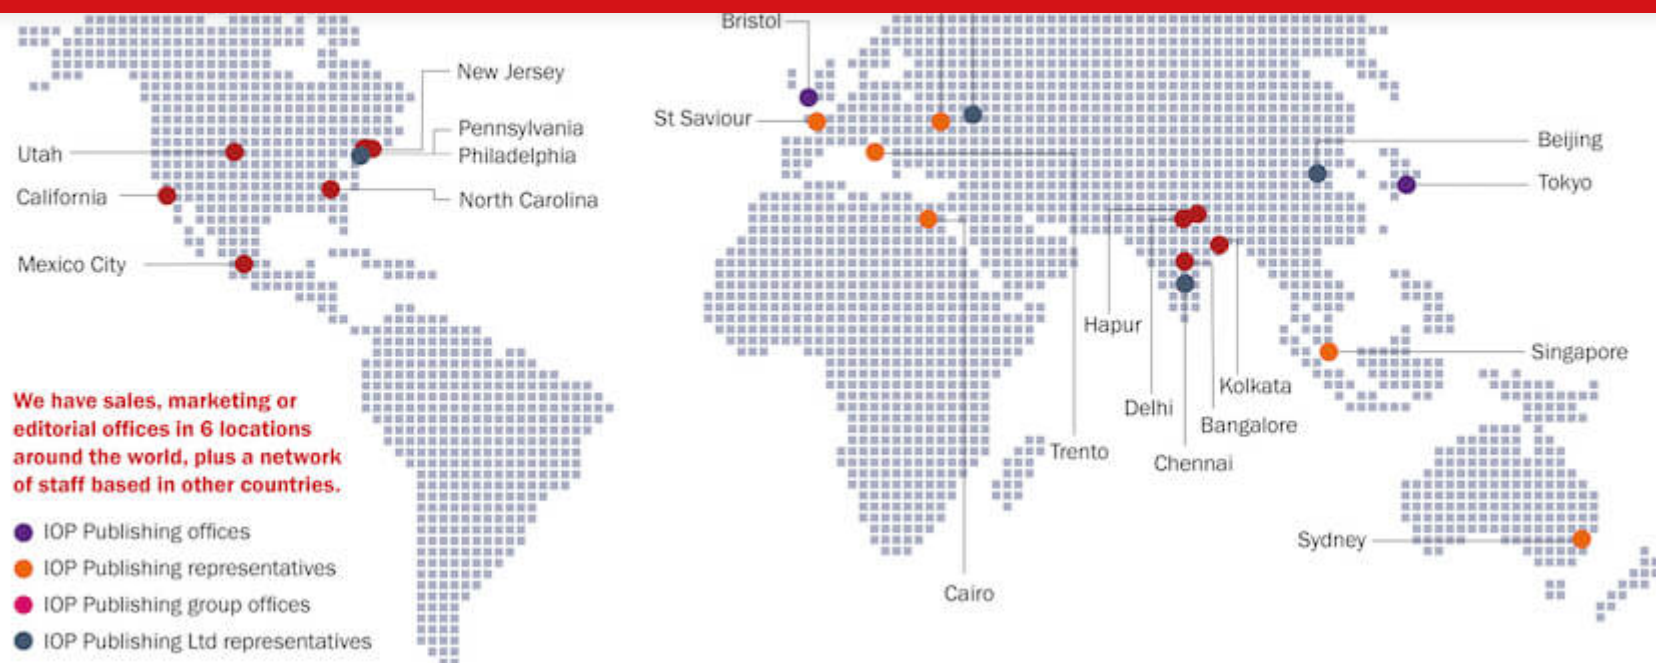 Bristol
New Jersey
St Saviour
Pennsylvania
Beijing
Utah
Philadelphia
Tokyo
California
North Carolina
Mexico City
Hapur
Singapore
Kolkata
Delhi
Bangalore
Trento
Chennai
We have sales, marketing or
editorial offices in 6 locations
around the world, plus a network
of staff based in other countries.
IOP Publishing offices
Sydney
IOP Publishing representatives
Cairo
IOP Publishing group offices
IOP Publishing Ltd representatives